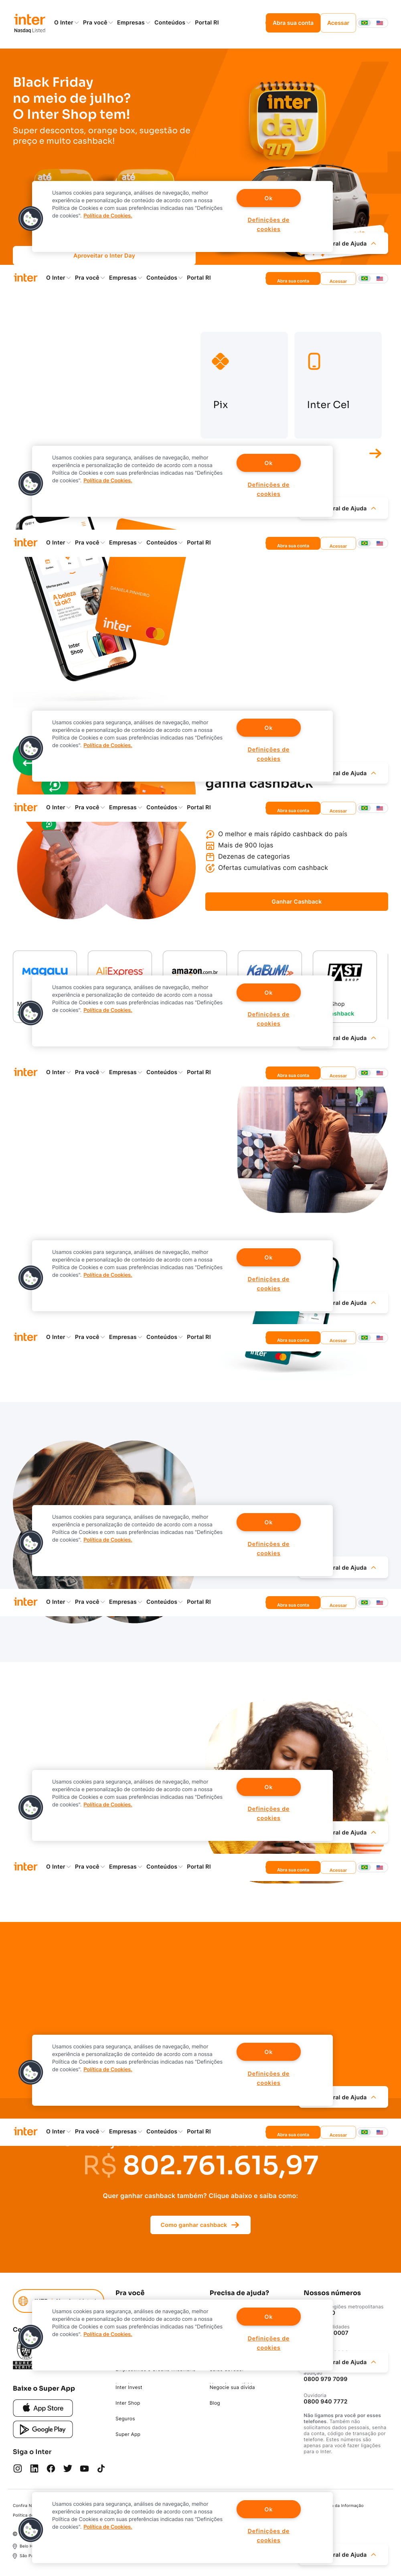 inter
Nasdaq Listed
O Inter Pra você Empresas Conteúdos Portal RI
Abra sua conta
Acessar
Black Friday
no meio de julho?
O Inter Shop tem!
Super descontos, orange box, sugestão de
preço e muito cashback!
inter
day
7/7
até
até
Usamos cookies para segurança, análises de navegação, melhor
experiência e personalização de conteúdo de acordo com a nossa
Política de Cookies e com suas preferências indicadas nas "Definições
de cookies". Política de Cookies.
Ok
Definições de
cookies
ral de Ajuda
Aproveitar o Inter Day
inter
O Inter Pra você Empresas Conteúdos Portal RI
Abra sua conta
Acessar
Pix
Inter Cel
Usamos cookies para segurança, análises de navegação, melhor
experiência e personalização de conteúdo de acordo com a nossa
Política de Cookies e com suas preferências indicadas nas "Definições
de cookies". Política de Cookies.
Ok
Definições de
cookies
ral de Ajuda
inter
O Inter Pra você Empresas Conteúdos Portal RI
Abra sua conta
Acessar
A beleza
tá ok?
Inter
Shop
inter
Usamos cookies para segurança, análises de navegação, melhor
experiência e personalização de conteúdo de acordo com a nossa
Política de Cookies e com suas preferências indicadas nas "Definições
de cookies". Política de Cookies.
Ok
Definições de
cookies
ral de Ajuda
ganha cashback
inter
O Inter Pra você Empresas Conteúdos Portal RI
Abra sua conta
Acessar
O melhor e mais rápido cashback do país
Mais de 900 lojas
Dezenas de categorias
Ofertas cumulativas com cashback
Ganhar Cashback
Magalu
AliExpress
amazon.com.br
KaBuM!
FAST
SHOP
Usamos cookies para segurança, análises de navegação, melhor
experiência e personalização de conteúdo de acordo com a nossa
Política de Cookies e com suas preferências indicadas nas "Definições
de cookies". Política de Cookies.
Ok
Definições de
cookies
Shop
ral de Ajuda
inter
O Inter Pra você Empresas Conteúdos Portal RI
Abra sua conta
Acessar
Usamos cookies para segurança, análises de navegação, melhor
experiência e personalização de conteúdo de acordo com a nossa
Política de Cookies e com suas preferências indicadas nas "Definições
de cookies". Política de Cookies.
Ok
Definições de
cookies
ral de Ajuda
inter
O Inter Pra você Empresas Conteúdos Portal RI
Abra sua conta
Acessar
inter
Usamos cookies para segurança, análises de navegação, melhor
experiência e personalização de conteúdo de acordo com a nossa
Política de Cookies e com suas preferências indicadas nas "Definições
de cookies". Política de Cookies.
Ok
Definições de
cookies
ral de Ajuda
inter
O Inter Pra você Empresas Conteúdos Portal RI
Abra sua conta
Acessar
Usamos cookies para segurança, análises de navegação, melhor
experiência e personalização de conteúdo de acordo com a nossa
Política de Cookies e com suas preferências indicadas nas "Definições
de cookies". Política de Cookies.
Ok
Definições de
cookies
ral de Ajuda
inter
O Inter Pra você Empresas Conteúdos Portal RI
Abra sua conta
Acessar
Usamos cookies para segurança, análises de navegação, melhor
experiência e personalização de conteúdo de acordo com a nossa
Política de Cookies e com suas preferências indicadas nas "Definições
de cookies". Política de Cookies.
Ok
Definições de
cookies
ral de Ajuda
inter
O Inter Pra você Empresas Conteúdos Portal RI
Abra sua conta
Acessar
R$ 802.761.615,97
Quer ganhar cashback também? Clique abaixo e saiba como:
Como ganhar cashback
Pra você
Precisa de ajuda?
Nossos números
Usamos cookies para segurança, análises de navegação, melhor
experiência e personalização de conteúdo de acordo com a nossa
Política de Cookies e com suas preferências indicadas nas "Definições
de cookies". Política de Cookies.
Ok
Definições de
cookies
metropolitanas
0007
ral de Ajuda
0800 979 7099
Ouvidoria
0800 940 7772
Não ligamos pra você por esses
telefones. Também não
solicitamos dados pessoais, senha
da conta, código de transação por
telefone. Estes números são
apenas para você fazer ligações
para o Inter.
Baixe o Super App
App Store
Google Play
Siga o Inter
Inter Invest
Inter Shop
Seguros
Super App
Negocie sua dívida
Blog
da Informação
Usamos cookies para segurança, análises de navegação, melhor
experiência e personalização de conteúdo de acordo com a nossa
Política de Cookies e com suas preferências indicadas nas "Definições
de cookies". Política de Cookies.
Ok
Definições de
cookies
ral de Ajuda